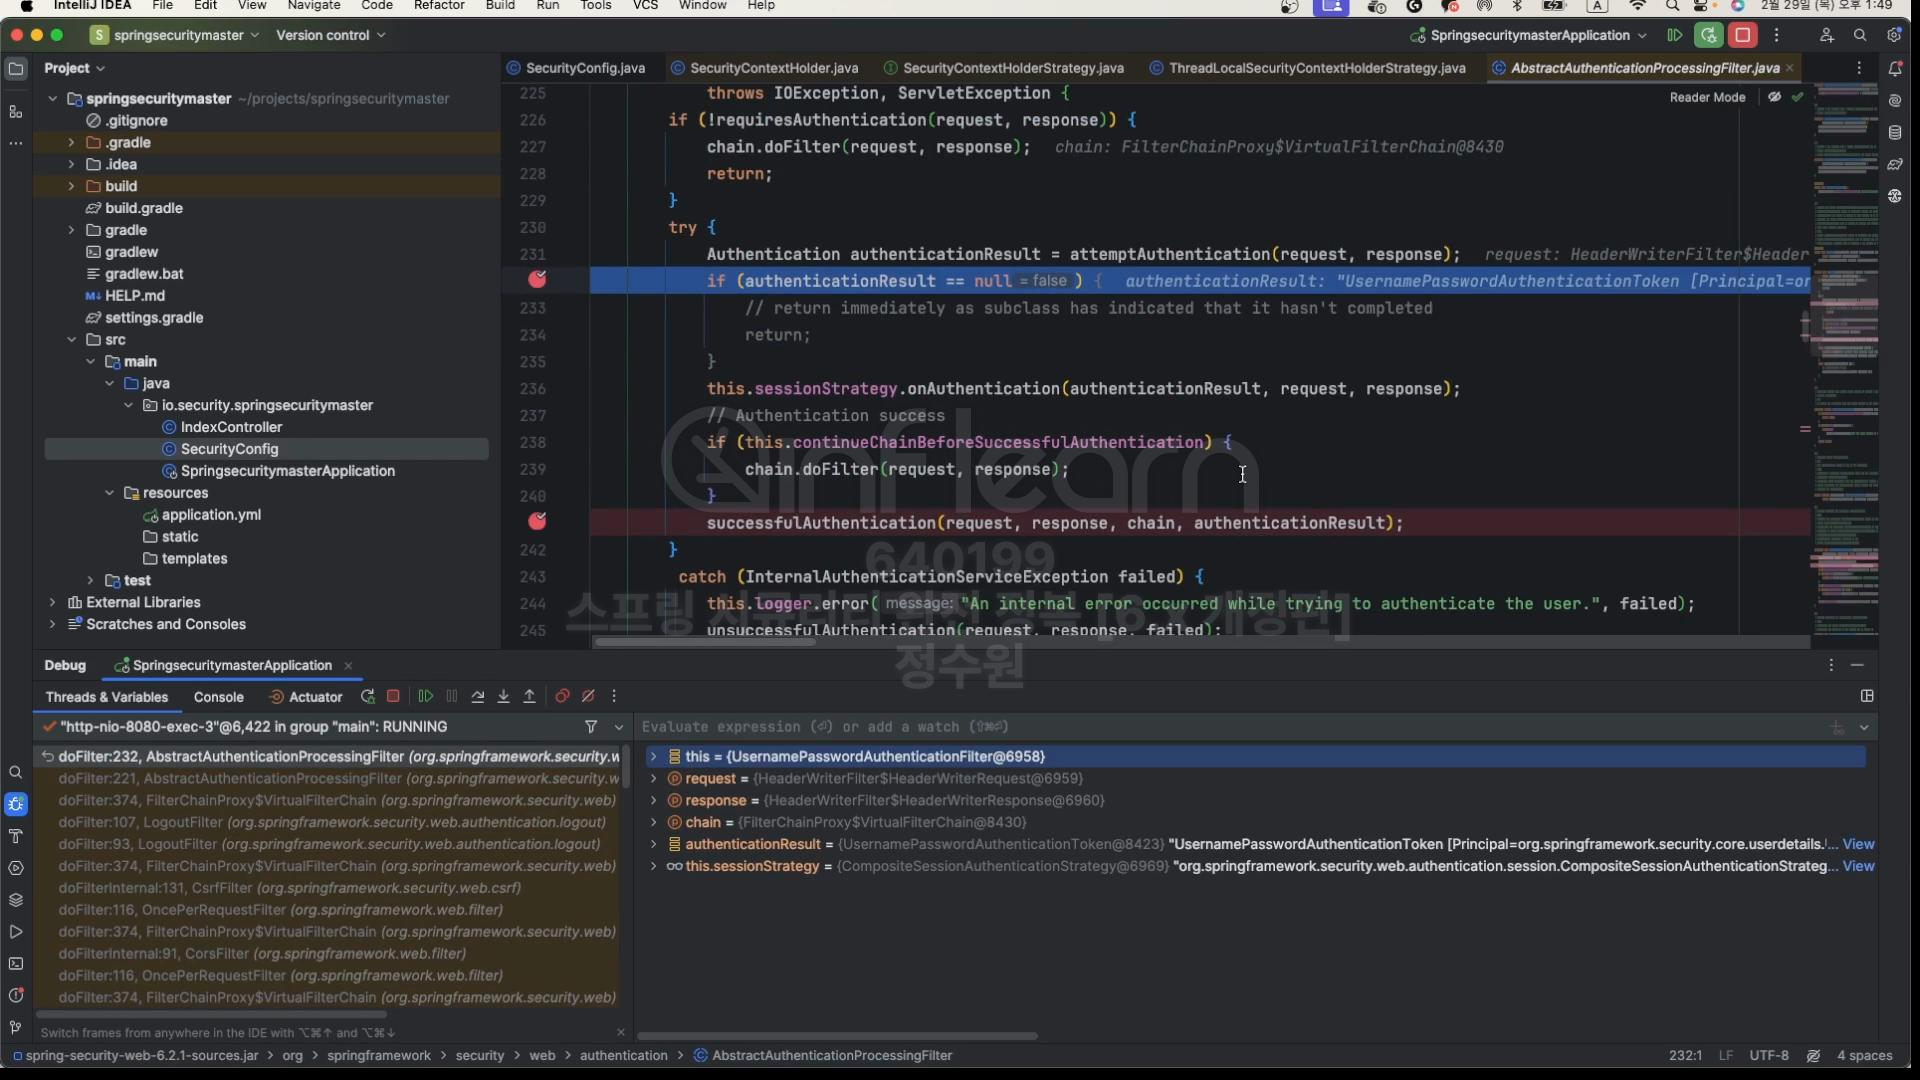 IntelliJ IDEA File Edit View Navigate Code Refactor Build Run Tools VCS Window Help A 2월 29일 (목) 오후 1:49
S springsecuritymaster Version control SpringsecuritymasterApplication
Project
SecurityConfig.java SecurityContextHolder.java SecurityContextHolderStrategy.java ThreadLocalSecurityContextHolderStrategy.java AbstractAuthenticationProcessingFilter.java
Reader Mode
springsecuritymaster ~/projects/springsecuritymaster
.gitignore
.gradle
.idea
build
build.gradle
gradle
gradlew
gradlew.bat
M↓ HELP.md
settings.gradle
src
main
java
io.security.springsecuritymaster
IndexController
SecurityConfig
SpringsecuritymasterApplication
resources
application.yml
static
templates
test
External Libraries
Scratches and Consoles
225 throws IOException, ServletException {
226 if (!requiresAuthentication(request, response)) {
227 chain.doFilter(request, response); chain: FilterChainProxy$VirtualFilterChain@8430
228 return;
229 }
230 try {
231 Authentication authenticationResult = attemptAuthentication(request, response); request: HeaderWriterFilter$Header
if (authenticationResult == null = false ) { authenticationResult: "UsernamePasswordAuthenticationToken [Principal=or
233 // return immediately as subclass has indicated that it hasn't completed
234 return;
235 }
236 this.sessionStrategy.onAuthentication(authenticationResult, request, response);
237 // Authentication success
238 if (this.continueChainBeforeSuccessfulAuthentication) {
239 chain.doFilter(request, response);
240 }
successfulAuthentication(request, response, chain, authenticationResult);
242 }
243 catch (InternalAuthenticationServiceException failed) {
244 this.logger.error( message: "An internal error occurred while trying to authenticate the user.", failed);
245 unsuccessfulAuthentication(request, response, failed);
inflearn
640199
스프링 시큐리티 완전 정복 [6.x 개정판]
정수원
Debug SpringsecuritymasterApplication
Threads & Variables Console Actuator
"http-nio-8080-exec-3"@6,422 in group "main": RUNNING
doFilter:232, AbstractAuthenticationProcessingFilter (org.springframework.security.w
doFilter:221, AbstractAuthenticationProcessingFilter (org.springframework.security.w
doFilter:374, FilterChainProxy$VirtualFilterChain (org.springframework.security.web)
doFilter:107, LogoutFilter (org.springframework.security.web.authentication.logout)
doFilter:93, LogoutFilter (org.springframework.security.web.authentication.logout)
doFilter:374, FilterChainProxy$VirtualFilterChain (org.springframework.security.web)
doFilterInternal:131, CsrfFilter (org.springframework.security.web.csrf)
doFilter:116, OncePerRequestFilter (org.springframework.web.filter)
doFilter:374, FilterChainProxy$VirtualFilterChain (org.springframework.security.web)
doFilterInternal:91, CorsFilter (org.springframework.web.filter)
doFilter:116, OncePerRequestFilter (org.springframework.web.filter)
doFilter:374, FilterChainProxy$VirtualFilterChain (org.springframework.security.web)
Switch frames from anywhere in the IDE with ⌥⌘↑ and ⌥⌘↓
Evaluate expression (⏎) or add a watch (⇧⌘⏎)
this = {UsernamePasswordAuthenticationFilter@6958}
request = {HeaderWriterFilter$HeaderWriterRequest@6959}
response = {HeaderWriterFilter$HeaderWriterResponse@6960}
chain = {FilterChainProxy$VirtualFilterChain@8430}
authenticationResult = {UsernamePasswordAuthenticationToken@8423} "UsernamePasswordAuthenticationToken [Principal=org.springframework.security.core.userdetails.'... View
this.sessionStrategy = {CompositeSessionAuthenticationStrategy@6969} "org.springframework.security.web.authentication.session.CompositeSessionAuthenticationStrateg... View
spring-security-web-6.2.1-sources.jar > org > springframework > security > web > authentication > AbstractAuthenticationProcessingFilter 232:1 LF UTF-8 4 spaces